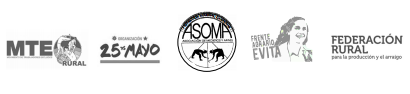 MTE
RURAL
ORGANIZACIÓN
25 DE MAYO
ASOMA
FRENTE
AGRARIO
EVITA
FEDERACIÓN
RURAL
para la producción y el arraigo